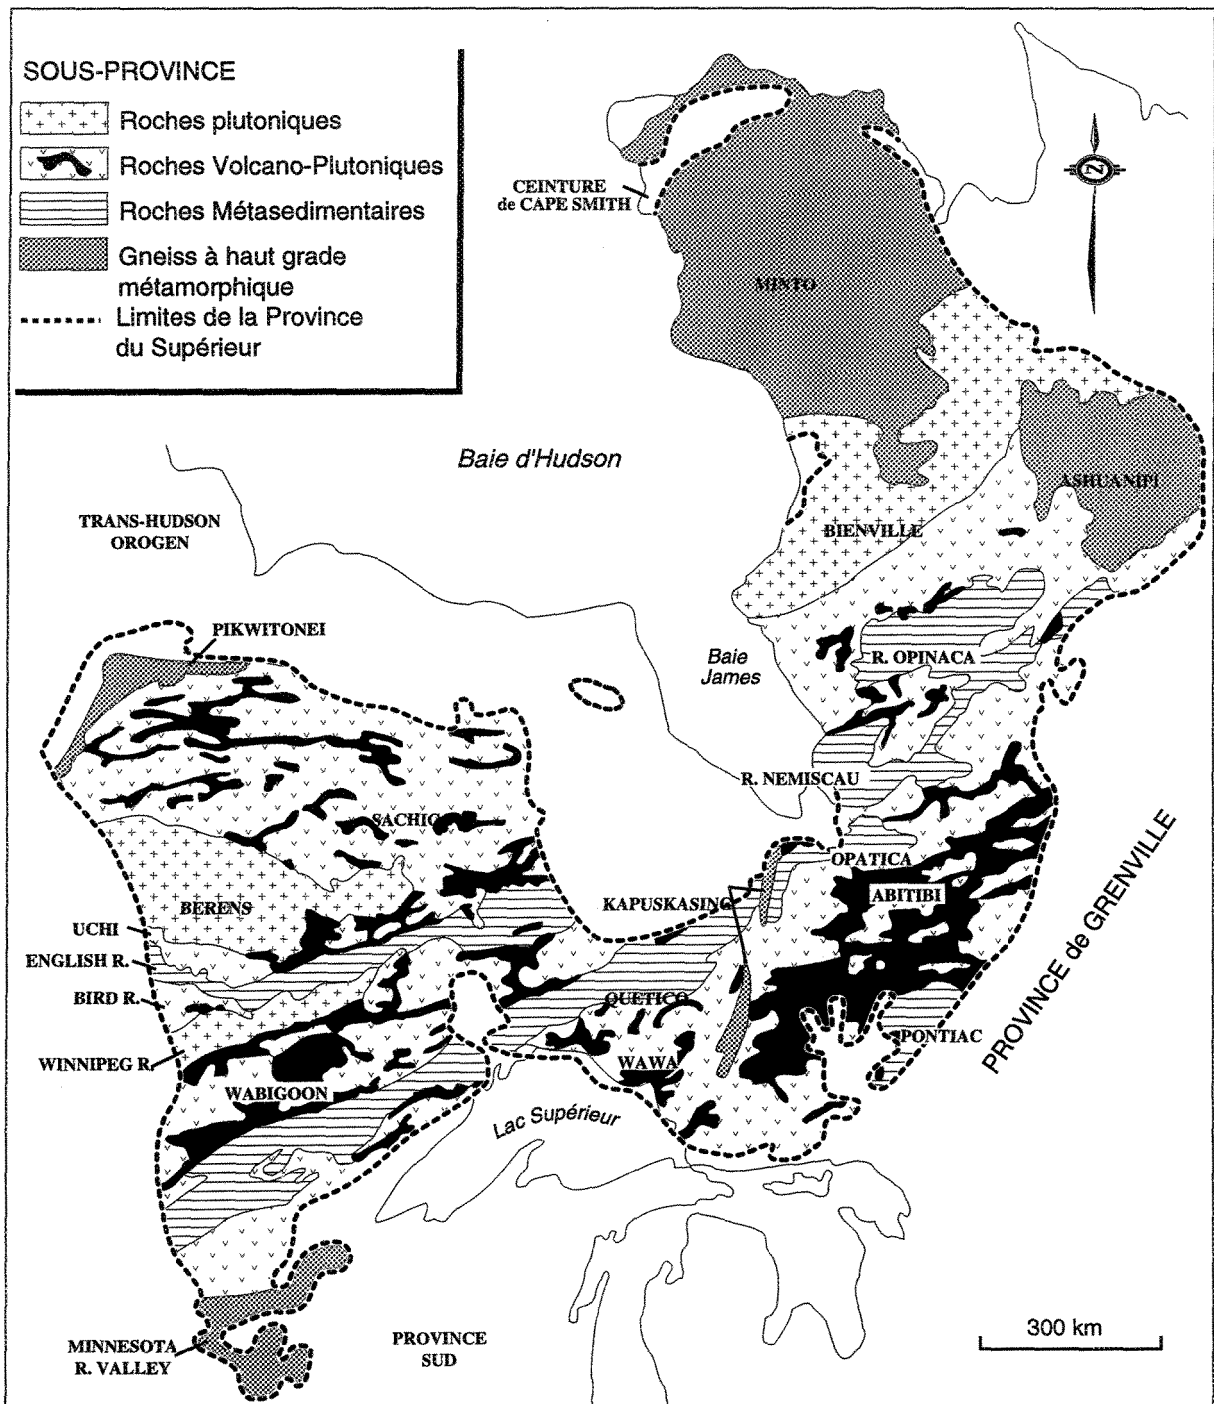 SOUS-PROVINCE
Roches plutoniques
Roches Volcano-Plutoniques
Roches Métasedimentaires
Gneiss à haut grade
métamorphique
Limites de la Province
du Supérieur
CEINTURE
de CAPE SMITH
N
MINTO
Baie d'Hudson
ASHUANIPI
TRANS-HUDSON
OROGEN
BIENVILLE
PIKWITONEI
Baie
James
R. OPINACA
R. NEMISCAU
SACHIG
OPATICA
BERENS
KAPUSKASING
ABITIBI
UCHI
ENGLISH R.
BIRD R.
QUETICO
PROVINCE de GRENVILLE
PONTIAC
WINNIPEG R.
WAWA
WABIGOON
Lac Supérieur
MINNESOTA
R. VALLEY
PROVINCE
SUD
300 km